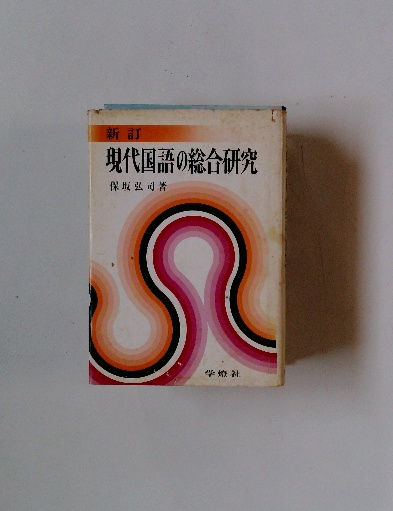 新訂
現代国語の総合研究
保坂弘司著
学燈社